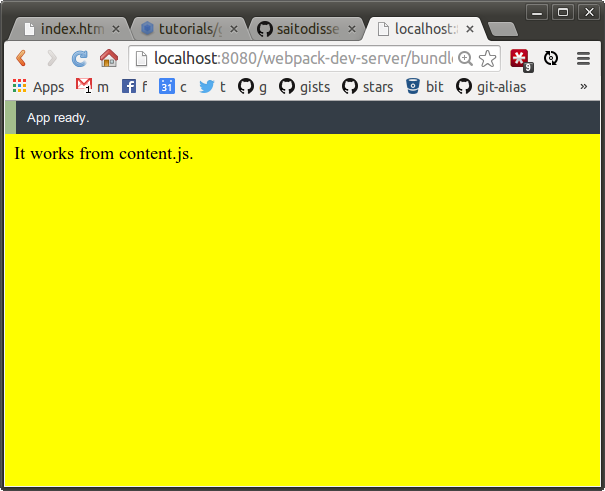 index.htm tutorials/ saitodisse localhost:
localhost:8080/webpack-dev-server/bundl 9
Apps 1 m f 31 c t g gists stars bit git-alias »
App ready.
It works from content.js.